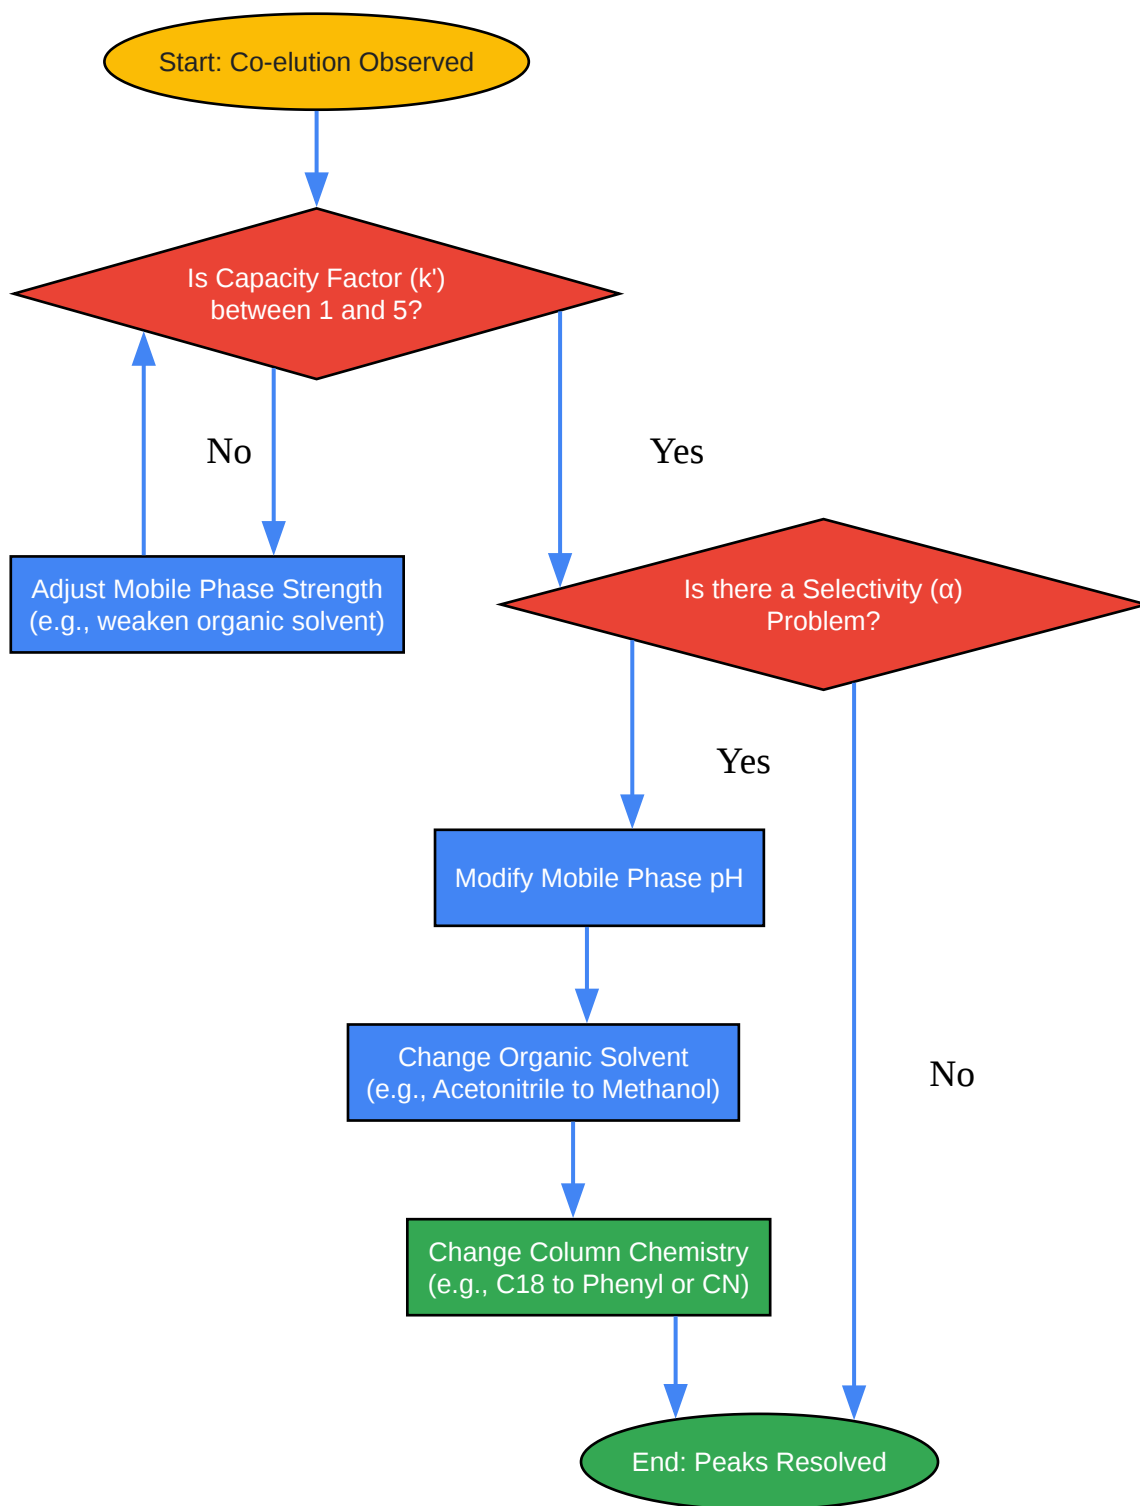 Start: Co-elution Observed
Is Capacity Factor (k')
between 1 and 5?
No
Yes
Adjust Mobile Phase Strength
(e.g., weaken organic solvent)
Is there a Selectivity (α)
Problem?
Yes
Modify Mobile Phase pH
Change Organic Solvent
(e.g., Acetonitrile to Methanol)
No
Change Column Chemistry
(e.g., C18 to Phenyl or CN)
End: Peaks Resolved